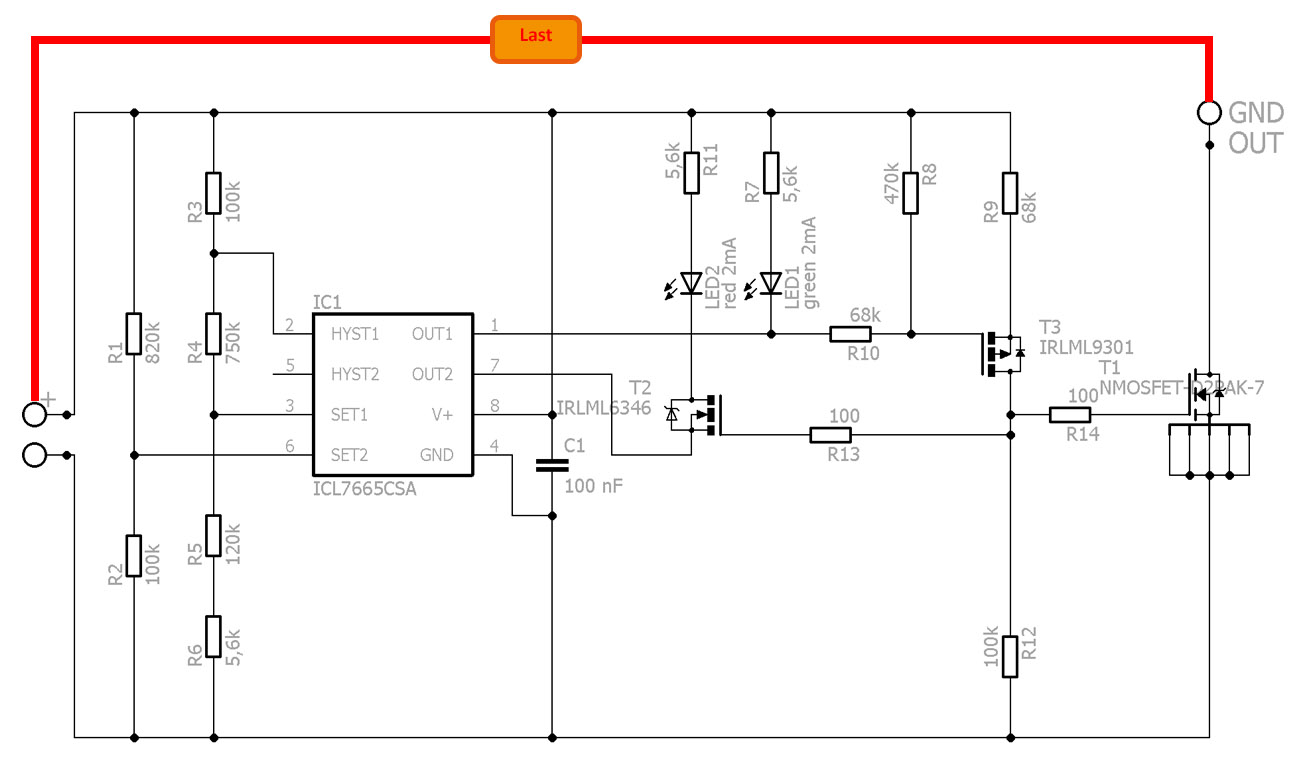 Last
GND
OUT
+
R1
820k
R2
100k
R3
100k
R4
750k
R5
120k
R6
5,6k
IC1
2
HYST1
OUT1
1
5
HYST2
OUT2
7
3
SET1
V+
8
6
SET2
GND
4
ICL7665CSA
C1
100 nF
5,6k
R11
LED2
red 2mA
R7
5,6k
LED1
green 2mA
470k
R8
R9
68k
68k
R10
T2
IRLML6346
100
R13
T3
IRLML9301
T1
NMOSFET-D2PAK-7
100
R14
100k
R12